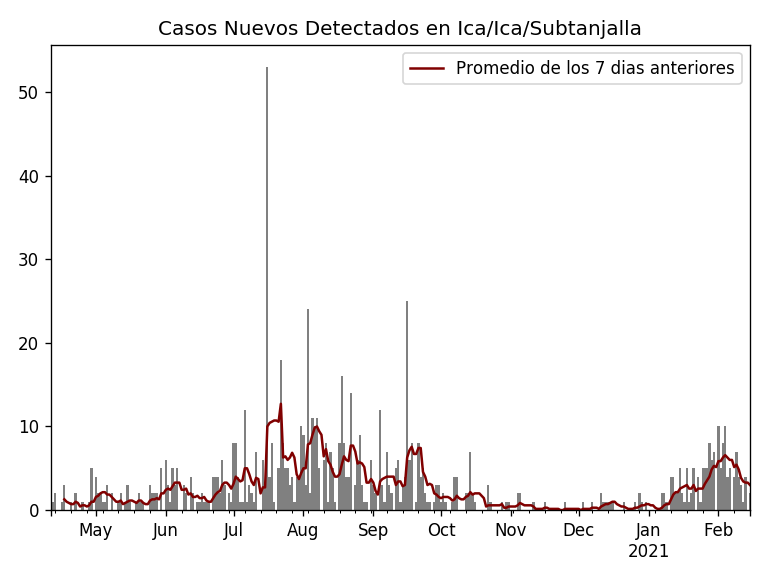 Casos Nuevos Detectados en Ica/Ica/Subtanjalla
Promedio de los 7 dias anteriores
50
40
30
20
10
0
May Jun Jul Aug Sep Oct Nov Dec Jan Feb
2021